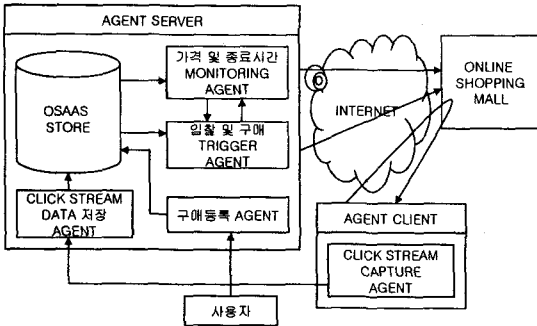 AGENT SERVER
OSAAS
STORE
가격 및 종료시간
MONITORING
AGENT
입찰 및 구매
TRIGGER
AGENT
CLICK STREAM
DATA 저장
AGENT
구매등록 AGENT
사용자
INTERNET
ONLINE
SHOPPING
MALL
AGENT CLIENT
CLICK STREAM
CAPTURE
AGENT